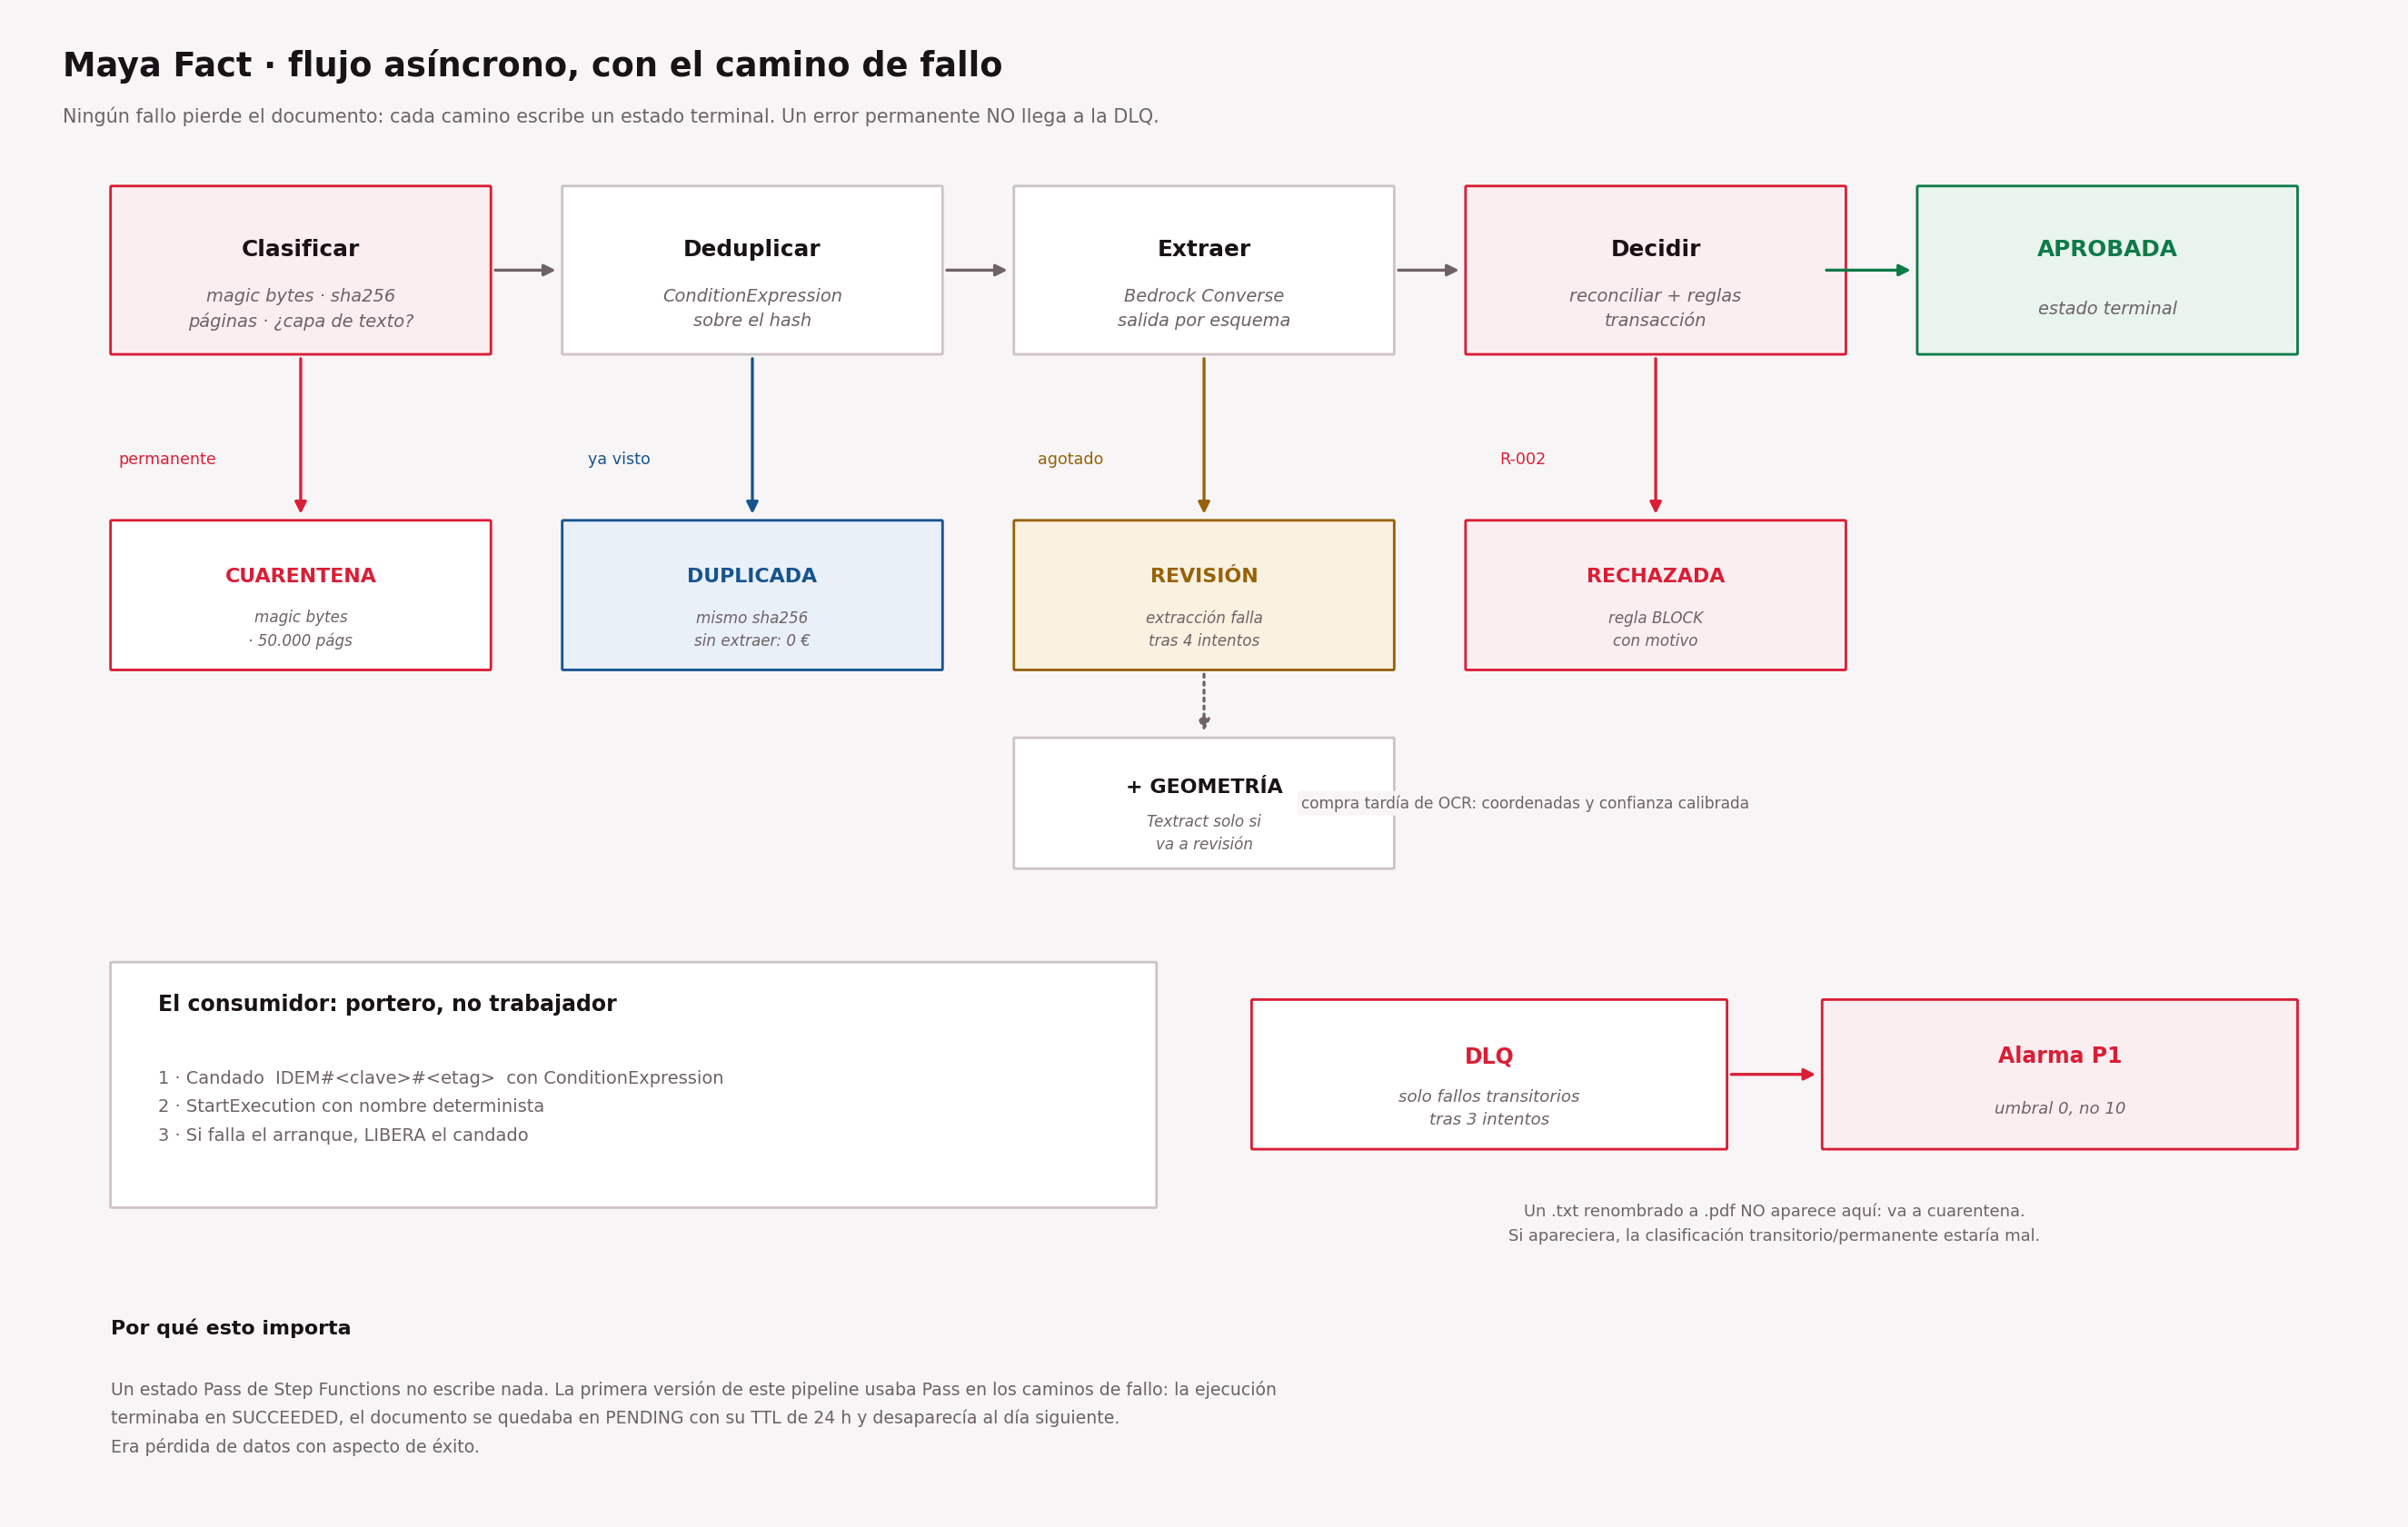 Maya Fact · flujo asíncrono, con el camino de fallo
Ningún fallo pierde el documento: cada camino escribe un estado terminal. Un error permanente NO llega a la DLQ.
Clasificar
magic bytes · sha256
páginas · ¿capa de texto?
Deduplicar
ConditionExpression
sobre el hash
Extraer
Bedrock Converse
salida por esquema
Decidir
reconciliar + reglas
transacción
APROBADA
estado terminal
permanente
ya visto
agotado
R-002
CUARENTENA
magic bytes
· 50.000 págs
DUPLICADA
mismo sha256
sin extraer: 0 €
REVISIÓN
extracción falla
tras 4 intentos
RECHAZADA
regla BLOCK
con motivo
+ GEOMETRÍA
Textract solo si
va a revisión
compra tardía de OCR: coordenadas y confianza calibrada
El consumidor: portero, no trabajador
1 · Candado IDEM#<clave>#<etag> con ConditionExpression
2 · StartExecution con nombre determinista
3 · Si falla el arranque, LIBERA el candado
DLQ
solo fallos transitorios
tras 3 intentos
Alarma P1
umbral 0, no 10
Un .txt renombrado a .pdf NO aparece aquí: va a cuarentena.
Si apareciera, la clasificación transitorio/permanente estaría mal.
Por qué esto importa
Un estado Pass de Step Functions no escribe nada. La primera versión de este pipeline usaba Pass en los caminos de fallo: la ejecución
terminaba en SUCCEEDED, el documento se quedaba en PENDING con su TTL de 24 h y desaparecía al día siguiente.
Era pérdida de datos con aspecto de éxito.